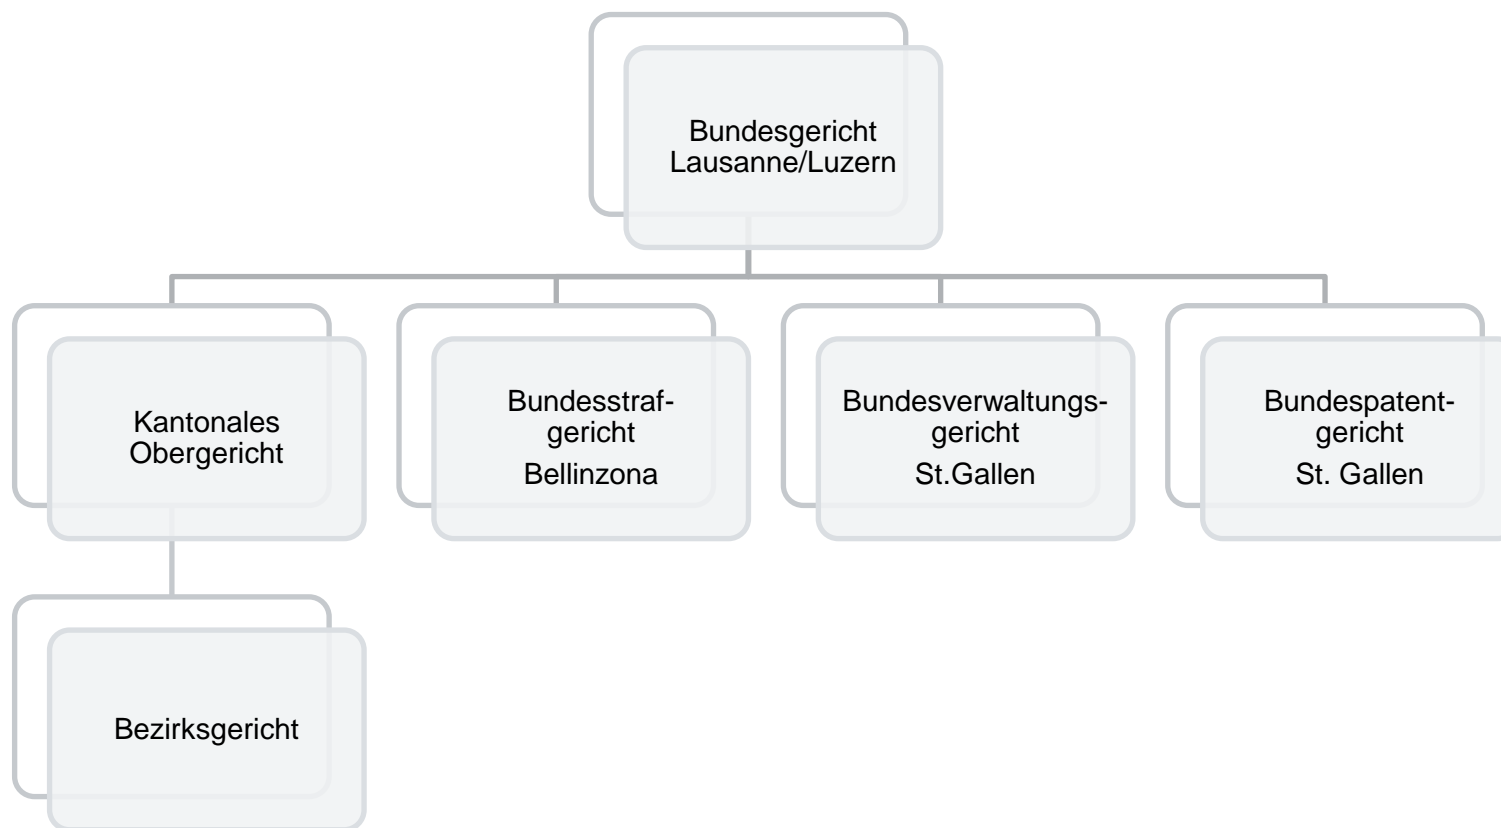 Bundesgericht
Lausanne/Luzern
Kantonales
Obergericht
Bundesstraf-
gericht
Bellinzona
Bundesverwaltungs-
gericht
St.Gallen
Bundespatent-
gericht
St. Gallen
Bezirksgericht